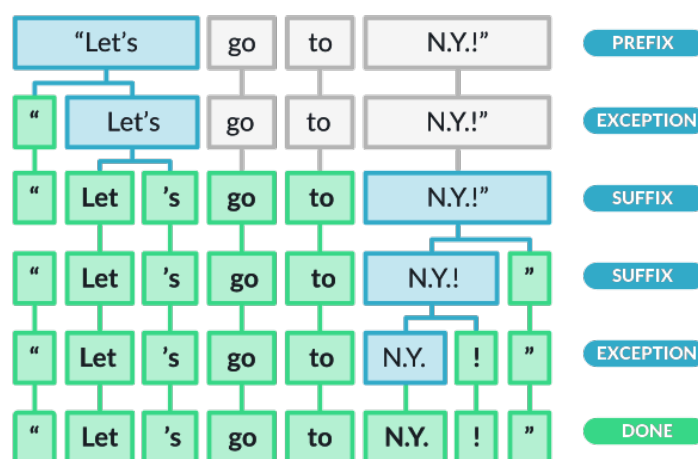 “Let’s go to N.Y.!” PREFIX
“ Let’s go to N.Y.!” EXCEPTION
“ Let ’s go to N.Y.!” SUFFIX
“ Let ’s go to N.Y.! ” SUFFIX
“ Let ’s go to N.Y. ! ” EXCEPTION
“ Let ’s go to N.Y. ! ” DONE